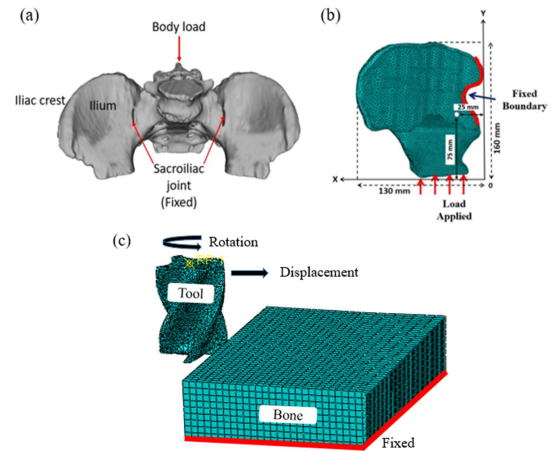 (a)
Body load
Iliac crest
Ilium
Sacroiliac
joint
(Fixed)
(b)
Y
Fixed
Boundary
25 mm
75 mm
160 mm
X
130 mm
0
Load
Applied
(c)
Rotation
Tool
Displacement
Bone
Fixed